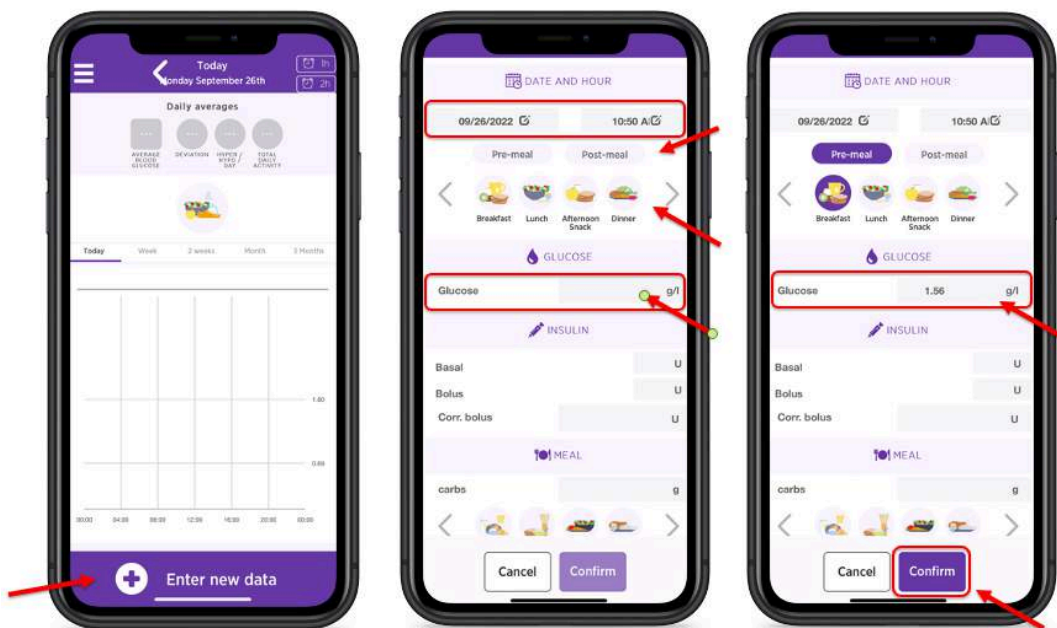 Today
Monday September 26th
1h
2h
Daily averages
AVERAGE BLOOD GLUCOSE
DEVIATION
HYPER / HYPO / DAY
TOTAL DAILY ACTIVITY
Today Week 2 weeks Month 3 Months
1.80
00:00 04:00 08:00 12:00 16:00 20:00 00:00
Enter new data
DATE AND HOUR
09/26/2022 10:50 A
Pre-meal Post-meal
Breakfast Lunch Afternoon Snack Dinner
GLUCOSE
Glucose g/l
INSULIN
Basal U
Bolus U
Corr. bolus U
MEAL
carbs g
Cancel Confirm
DATE AND HOUR
09/26/2022 10:50 A
Pre-meal Post-meal
Breakfast Lunch Afternoon Snack Dinner
GLUCOSE
Glucose 1.56 g/l
INSULIN
Basal U
Bolus U
Corr. bolus U
MEAL
carbs g
Cancel Confirm